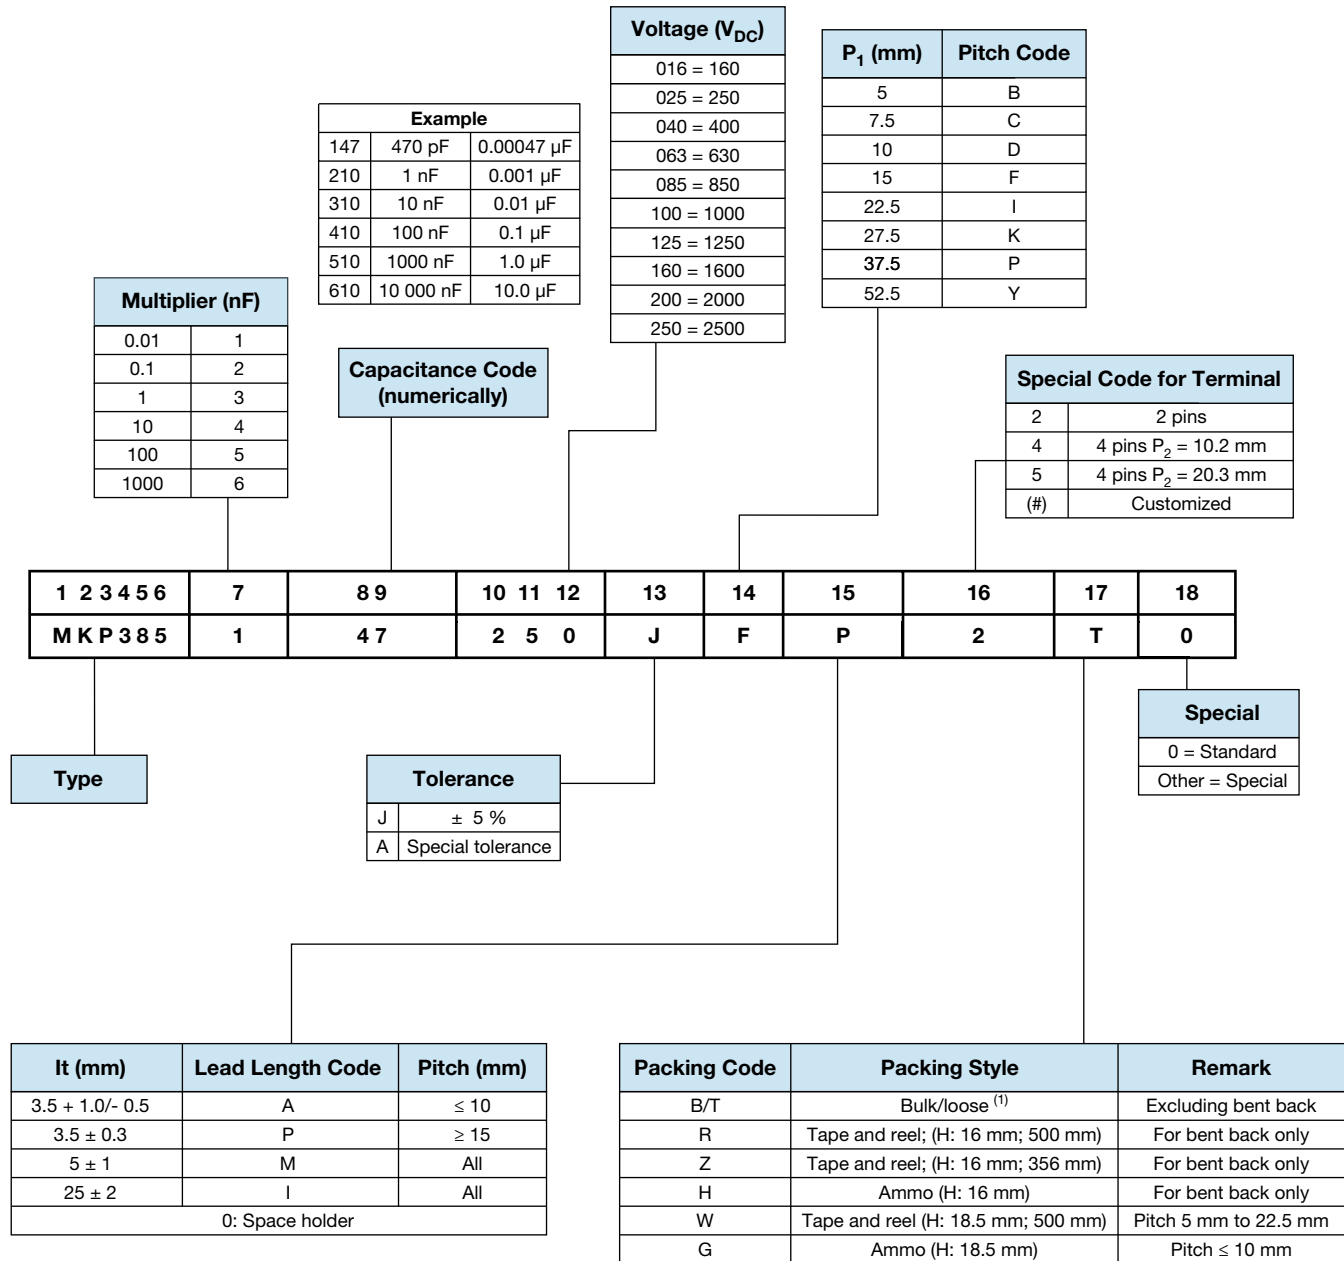 Voltage (VDC)
016 = 160
025 = 250
040 = 400
063 = 630
085 = 850
100 = 1000
125 = 1250
160 = 1600
200 = 2000
250 = 2500
P1 (mm) Pitch Code
5 B
7.5 C
10 D
15 F
22.5 I
27.5 K
37.5 P
52.5 Y
Example
147 470 pF 0.00047 µF
210 1 nF 0.001 µF
310 10 nF 0.01 µF
410 100 nF 0.1 µF
510 1000 nF 1.0 µF
610 10 000 nF 10.0 µF
Multiplier (nF)
0.01 1
0.1 2
1 3
10 4
100 5
1000 6
Capacitance Code
(numerically)
Special Code for Terminal
2 2 pins
4 4 pins P2 = 10.2 mm
5 4 pins P2 = 20.3 mm
(#) Customized
1 2 3 4 5 6 7 8 9 10 11 12 13 14 15 16 17 18
M K P 3 8 5 1 4 7 2 5 0 J F P 2 T 0
Type
Tolerance
J ± 5 %
A Special tolerance
Special
0 = Standard
Other = Special
It (mm) Lead Length Code Pitch (mm)
3.5 + 1.0/- 0.5 A ≤ 10
3.5 ± 0.3 P ≥ 15
5 ± 1 M All
25 ± 2 I All
0: Space holder
Packing Code Packing Style Remark
B/T Bulk/loose (1) Excluding bent back
R Tape and reel; (H: 16 mm; 500 mm) For bent back only
Z Tape and reel; (H: 16 mm; 356 mm) For bent back only
H Ammo (H: 16 mm) For bent back only
W Tape and reel (H: 18.5 mm; 500 mm) Pitch 5 mm to 22.5 mm
G Ammo (H: 18.5 mm) Pitch ≤ 10 mm